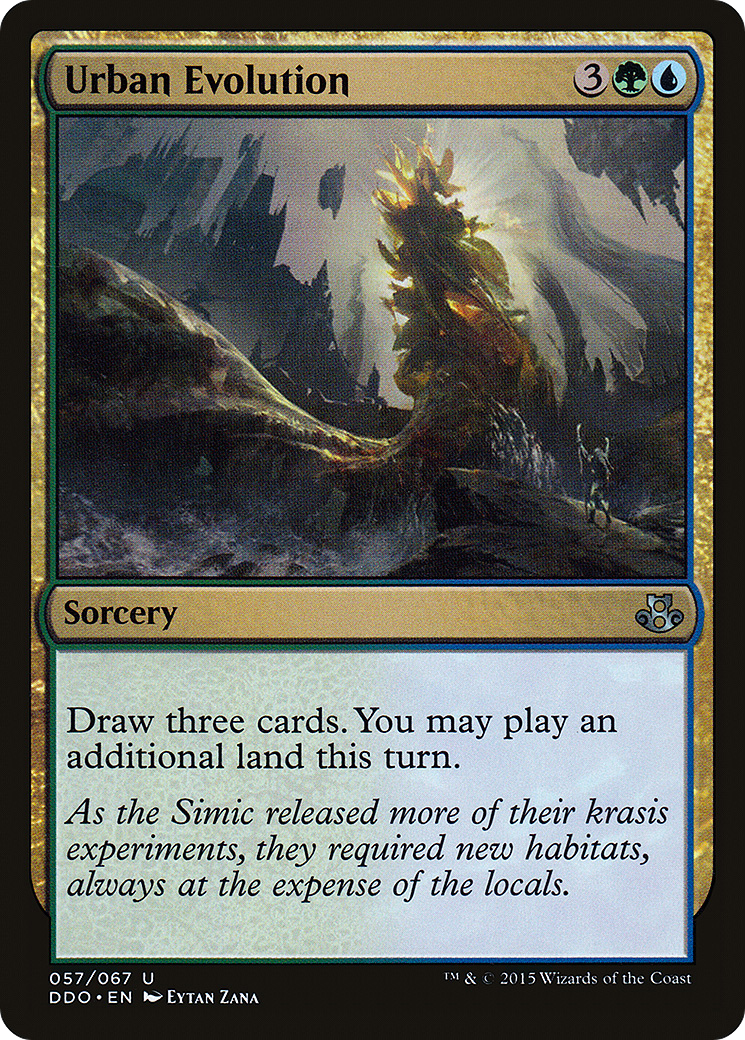 Urban Evolution 3
Sorcery
Draw three cards. You may play an
additional land this turn.
As the Simic released more of their krasis
experiments, they required new habitats,
always at the expense of the locals.
057/067 U
DDO • EN Eytan Zana
™ & © 2015 Wizards of the Coast